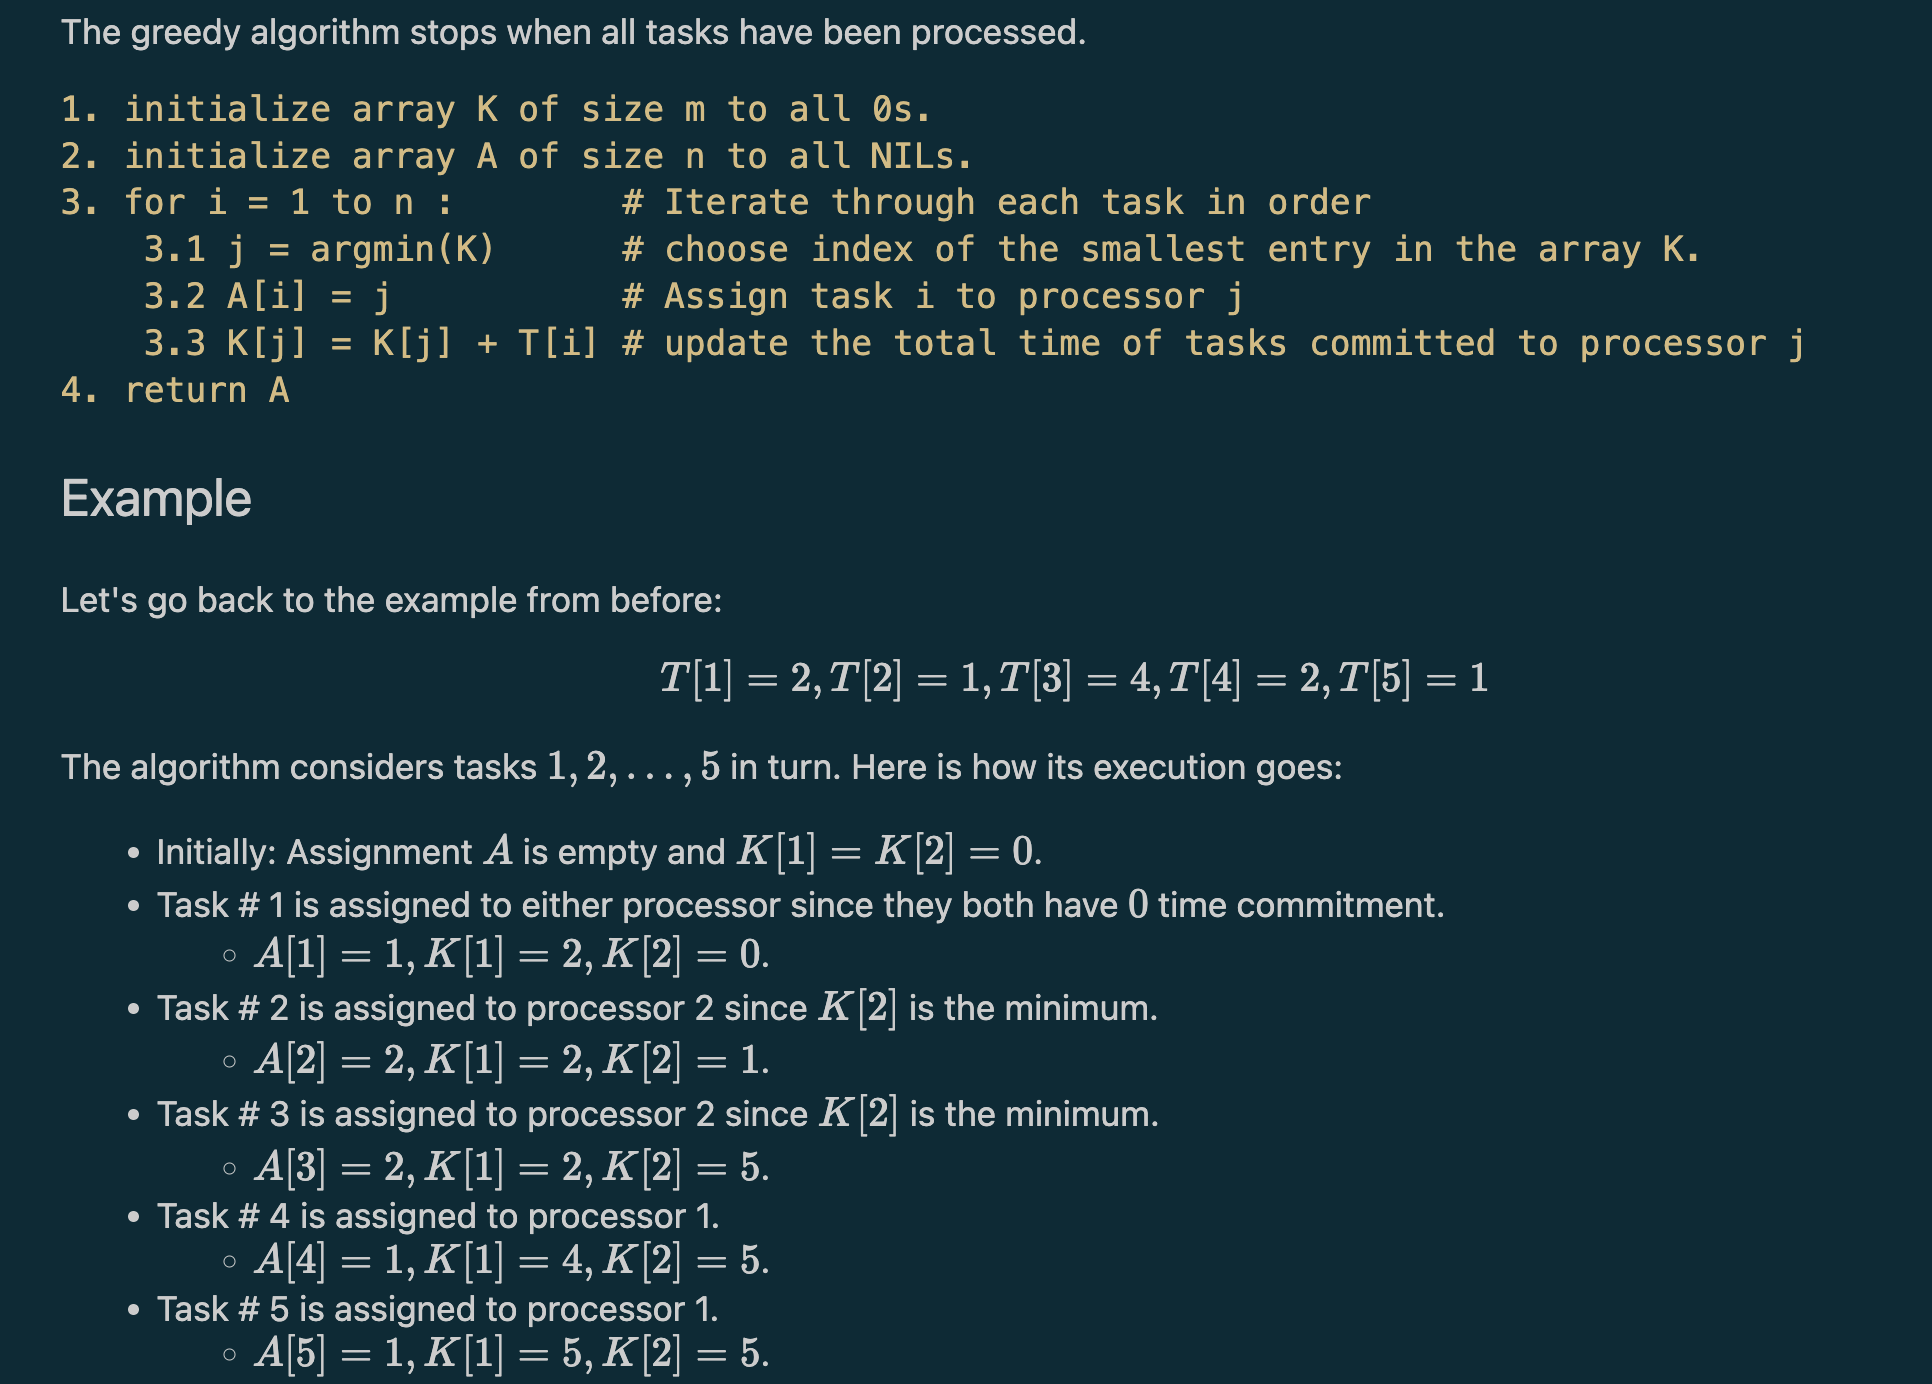 The greedy algorithm stops when all tasks have been processed.
1. initialize array K of size m to all 0s.
2. initialize array A of size n to all NILs.
3. for i = 1 to n :        # Iterate through each task in order
    3.1 j = argmin(K)      # choose index of the smallest entry in the array K.
    3.2 A[i] = j           # Assign task i to processor j
    3.3 K[j] = K[j] + T[i] # update the total time of tasks committed to processor j
4. return A
Example
Let's go back to the example from before:
T[1] = 2, T[2] = 1, T[3] = 4, T[4] = 2, T[5] = 1
The algorithm considers tasks 1, 2, . . . , 5 in turn. Here is how its execution goes:
• Initially: Assignment A is empty and K[1] = K[2] = 0.
• Task # 1 is assigned to either processor since they both have 0 time commitment.
◦ A[1] = 1, K[1] = 2, K[2] = 0.
• Task # 2 is assigned to processor 2 since K[2] is the minimum.
◦ A[2] = 2, K[1] = 2, K[2] = 1.
• Task # 3 is assigned to processor 2 since K[2] is the minimum.
◦ A[3] = 2, K[1] = 2, K[2] = 5.
• Task # 4 is assigned to processor 1.
◦ A[4] = 1, K[1] = 4, K[2] = 5.
• Task # 5 is assigned to processor 1.
◦ A[5] = 1, K[1] = 5, K[2] = 5.